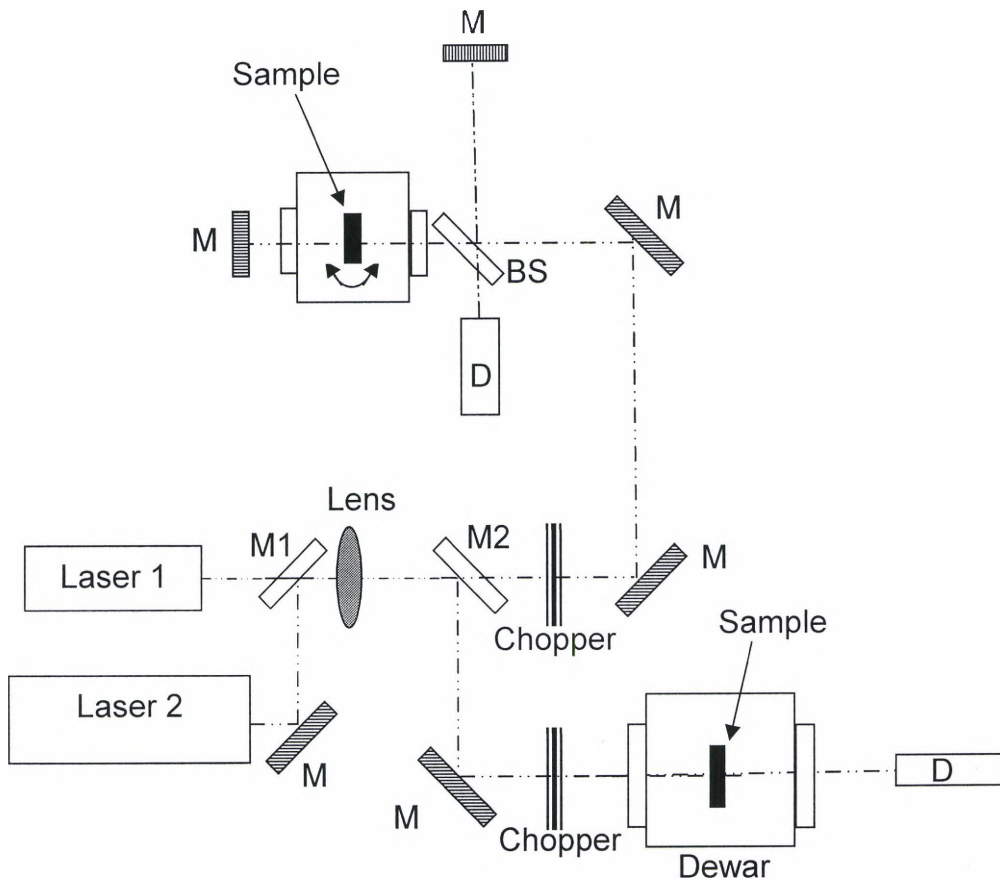 M
Sample
M
M
BS
D
Lens
M1
M2
Laser 1
M
Chopper
Sample
Laser 2
M
M
D
Chopper
Dewar